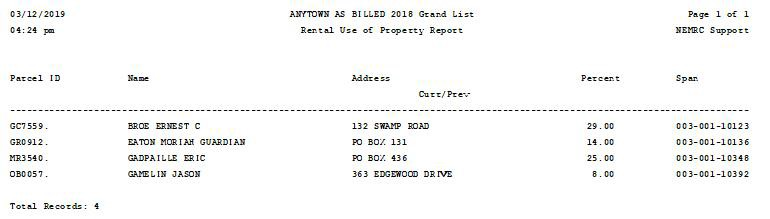 03/12/2019 ANYTOWN AS BILLED 2018 Grand List Page 1 of 1
04:24 pm Rental Use of Property Report NEMRC Support
Parcel ID Name Address Percent Span
Curr/Prev
GC7559. BROE ERNEST C 132 SWAMP ROAD 29.00 003-001-10123
GR0912. EATON MORIAH GUARDIAN PO BOX 131 14.00 003-001-10136
MR3540. GADPAILLE ERIC PO BOX 436 25.00 003-001-10348
OB0057. GAMELIN JASON 363 EDGEWOOD DRIVE 8.00 003-001-10392
Total Records: 4